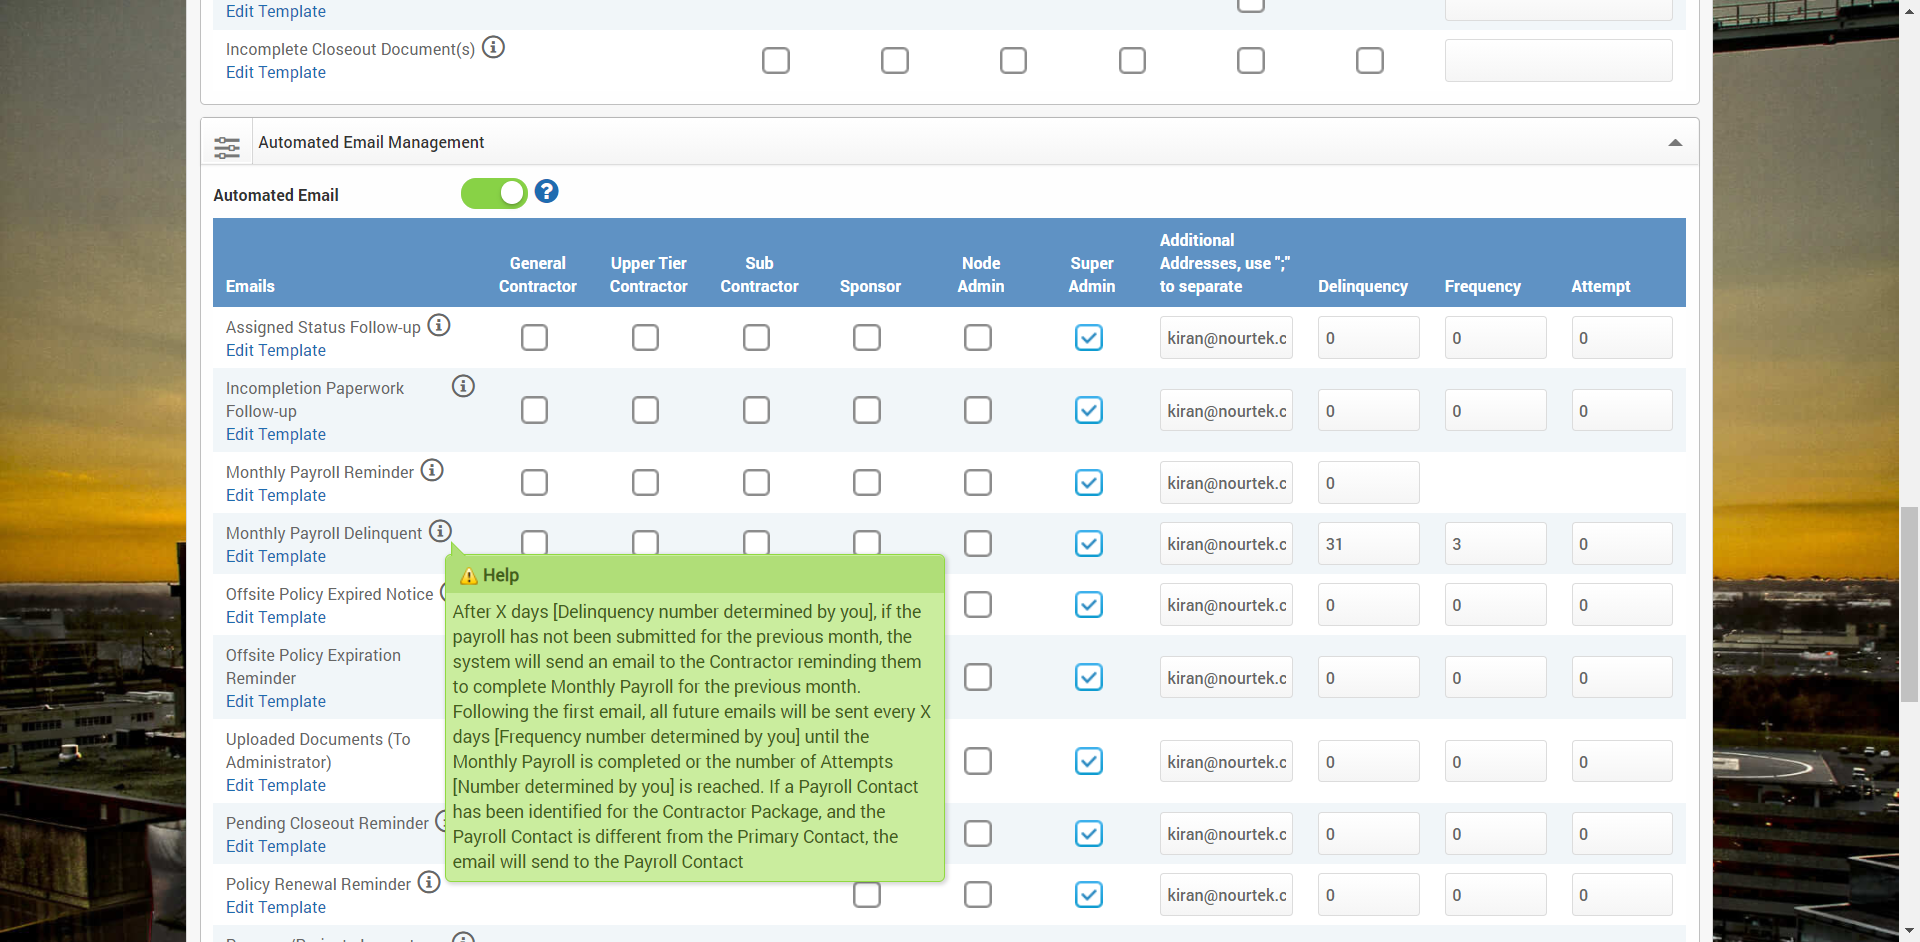 Edit Template
Incomplete Closeout Document(s)
Edit Template
Automated Email Management
Automated Email
Emails
General Contractor
Upper Tier Contractor
Sub Contractor
Sponsor
Node Admin
Super Admin
Additional Addresses, use ";" to separate
Delinquency
Frequency
Attempt
Assigned Status Follow-up
Edit Template
kiran@nourtek.c 0 0 0
Incompletion Paperwork
Follow-up
Edit Template
kiran@nourtek.c 0 0 0
Monthly Payroll Reminder
Edit Template
kiran@nourtek.c 0
Monthly Payroll Delinquent
Edit Template
kiran@nourtek.c 31 3 0
Help
After X days [Delinquency number determined by you], if the
payroll has not been submitted for the previous month, the
system will send an email to the Contractor reminding them
to complete Monthly Payroll for the previous month.
Following the first email, all future emails will be sent every X
days [Frequency number determined by you] until the
Monthly Payroll is completed or the number of Attempts
[Number determined by you] is reached. If a Payroll Contact
has been identified for the Contractor Package, and the
Payroll Contact is different from the Primary Contact, the
email will send to the Payroll Contact
Offsite Policy Expired Notice
Edit Template
kiran@nourtek.c 0 0 0
Offsite Policy Expiration
Reminder
Edit Template
kiran@nourtek.c 0 0 0
Uploaded Documents (To
Administrator)
Edit Template
kiran@nourtek.c 0 0 0
Pending Closeout Reminder
Edit Template
kiran@nourtek.c 0 0 0
Policy Renewal Reminder
Edit Template
kiran@nourtek.c 0 0 0